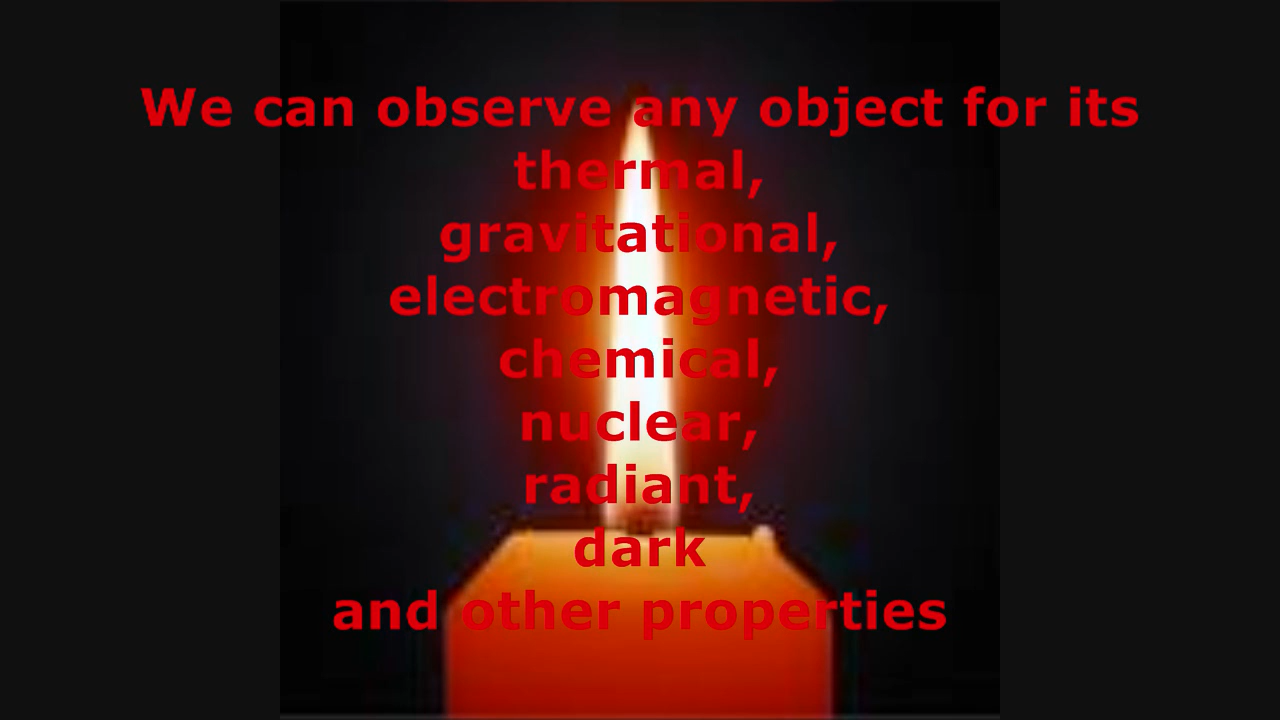 We can observe any object for its
thermal,
gravitational,
electromagnetic,
chemical,
nuclear,
radiant,
dark
and other properties